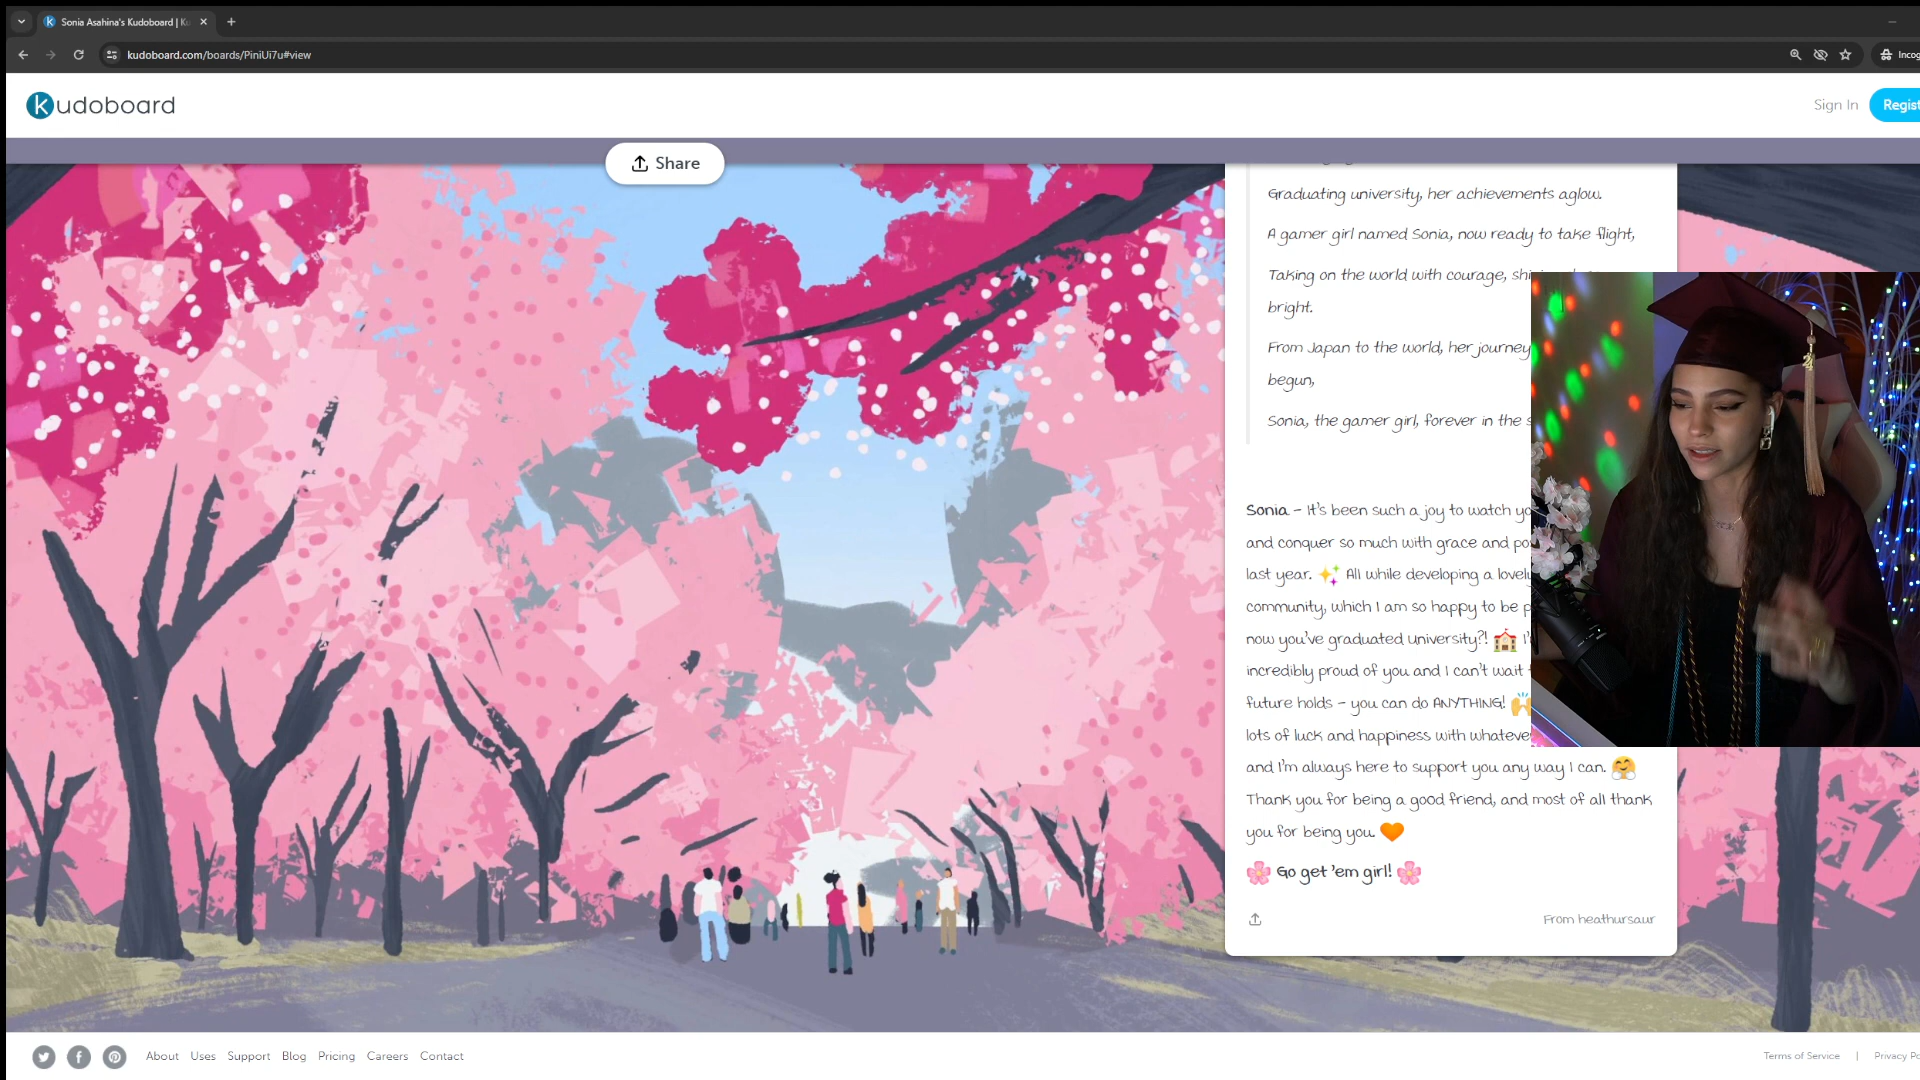 Sonia Asahina's Kudoboard | Ku
kudoboard.com/boards/PiniUi7u#view
Incog
kudoboard
Sign In
Regist
Share
Graduating university, her achievements aglow.
A gamer girl named Sonia, now ready to take flight,
Taking on the world with courage,
bright.
From Japan to the world, her journey
begun,
Sonia, the gamer girl, forever in the s
Sonia - It's been such a joy to watch yo
and conquer so much with grace and po
last year. ✨ All while developing a lovel
community, which I am so happy to be p
now you've graduated university?! 🏫 I'
incredibly proud of you and I can't wait t
future holds - you can do ANYTHING! 🙌
lots of luck and happiness with whateve
and I'm always here to support you any way I can. 🤗
Thank you for being a good friend, and most of all thank
you for being you. 🧡
🌸 Go get 'em girl! 🌸
From heathursaur
About Uses Support Blog Pricing Careers Contact
Terms of Service | Privacy Po